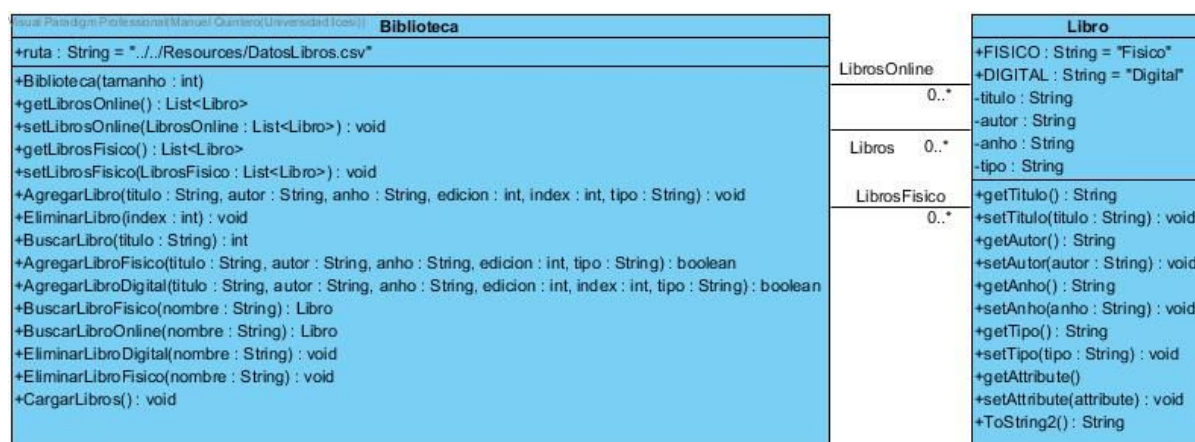 Visual Paradigm Professional(Manuel Quintero(Universidad Icesi))
Biblioteca
+ruta : String = "../../Resources/DatosLibros.csv"
+Biblioteca(tamanho : int)
+getLibrosOnline() : List<Libro>
+setLibrosOnline(LibrosOnline : List<Libro>) : void
+getLibrosFisico() : List<Libro>
+setLibrosFisico(LibrosFisico : List<Libro>) : void
+AgregarLibro(titulo : String, autor : String, anho : String, edicion : int, index : int, tipo : String) : void
+EliminarLibro(index : int) : void
+BuscarLibro(titulo : String) : int
+AgregarLibroFisico(titulo : String, autor : String, anho : String, edicion : int, tipo : String) : boolean
+AgregarLibroDigital(titulo : String, autor : String, anho : String, edicion : int, index : int, tipo : String) : boolean
+BuscarLibroFisico(nombre : String) : Libro
+BuscarLibroOnline(nombre : String) : Libro
+EliminarLibroDigital(nombre : String) : void
+EliminarLibroFisico(nombre : String) : void
+CargarLibros() : void
LibrosOnline
0..*
Libros 0..*
LibrosFisico
0..*
Libro
+FISICO : String = "Fisico"
+DIGITAL : String = "Digital"
-titulo : String
-autor : String
-anho : String
-tipo : String
+getTitulo() : String
+setTitulo(titulo : String) : void
+getAutor() : String
+setAutor(autor : String) : void
+getAnho() : String
+setAnho(anho : String) : void
+getTipo() : String
+setTipo(tipo : String) : void
+getAttribute()
+setAttribute(attribute) : void
+ToString2() : String